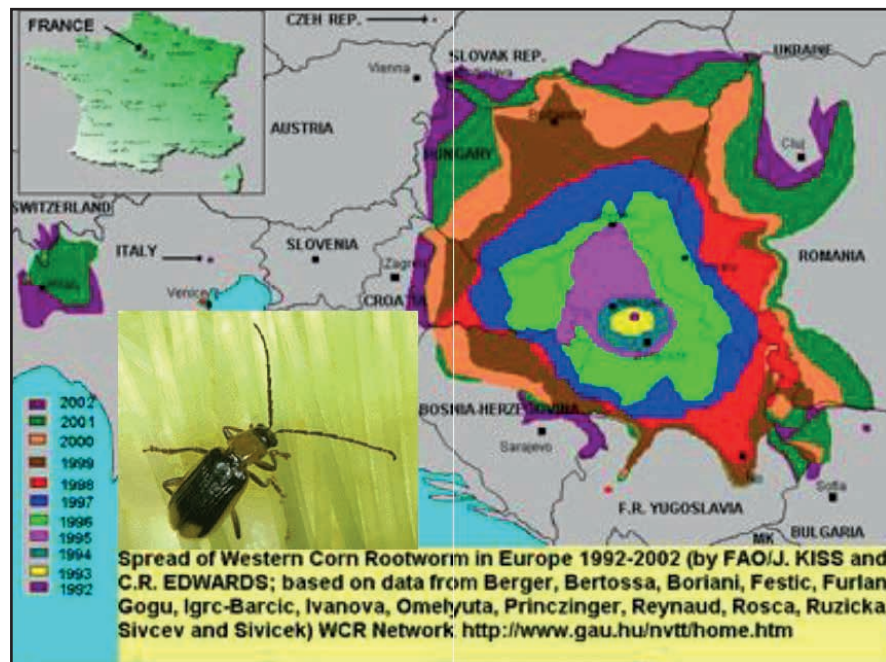 FRANCE
CZEH REP.
SLOVAK REP.
UKRAINE
Vienna
AUSTRIA
HUNGARY
Cluj
SWITZERLAND
ITALY
SLOVENIA
ROMANIA
Zagreb
Venice
CROATIA
BOSNIA-HERZEGOVINA
Sarajevo
F.R. YUGOSLAVIA
Sofia
MK
BULGARIA
2002
2001
2000
1999
1998
1997
1996
1995
1994
1993
1992
Spread of Western Corn Rootworm in Europe 1992-2002 (by FAO/J. KISS and
C.R. EDWARDS; based on data from Berger, Bertossa, Boriani, Festic, Furlan
Gogu, Igrc-Barcic, Ivanova, Omelyuta, Princzinger, Reynaud, Rosca, Ruzicka
Sivcev and Sivicek) WCR Network http://www.gau.hu/nvtt/home.htm